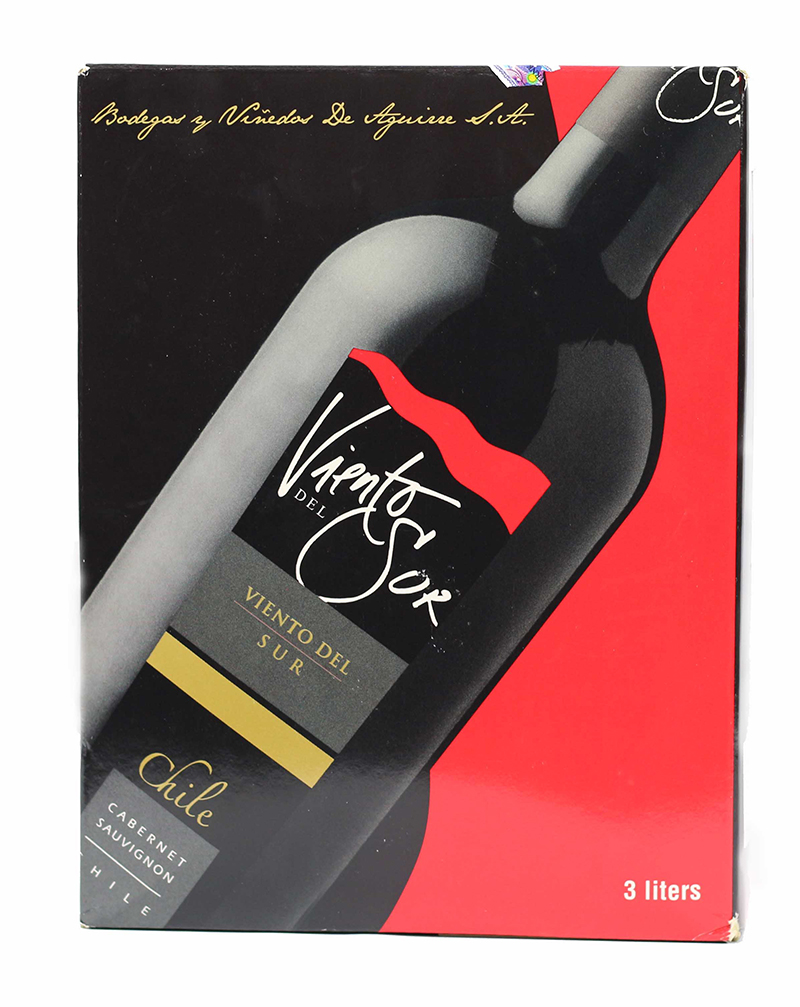 Bodegas y Viñedos De Aguirre S.A.
Viento
DEL
Sur
VIENTO DEL
SUR
Chile
CABERNET
SAUVIGNON
HILE
3 liters